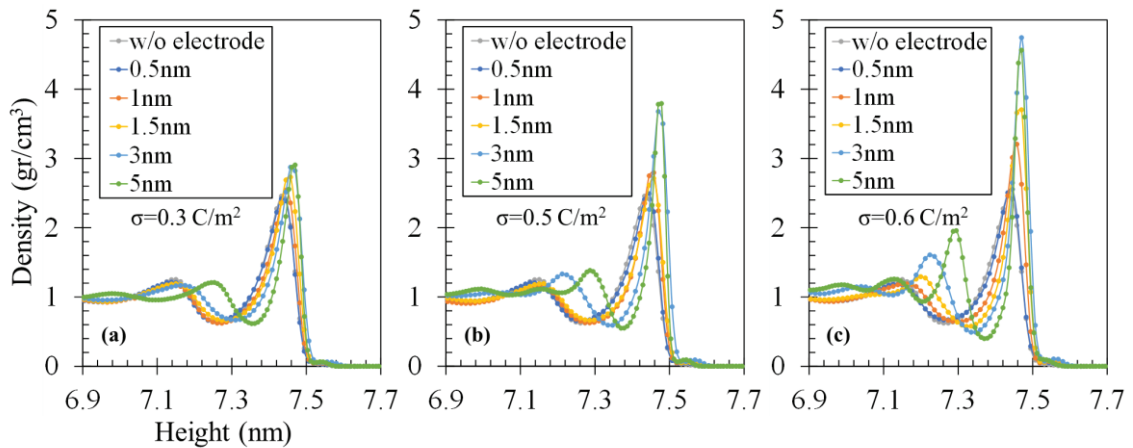 5
4
3
2
1
0
Density (gr/cm³)
w/o electrode
0.5nm
1nm
1.5nm
3nm
5nm
σ=0.3 C/m²
(a)
6.9 7.1 7.3 7.5 7.7
Height (nm)
5
4
3
2
1
0
w/o electrode
0.5nm
1nm
1.5nm
3nm
5nm
σ=0.5 C/m²
(b)
6.9 7.1 7.3 7.5 7.7
5
4
3
2
1
0
w/o electrode
0.5nm
1nm
1.5nm
3nm
5nm
σ=0.6 C/m²
(c)
6.9 7.1 7.3 7.5 7.7